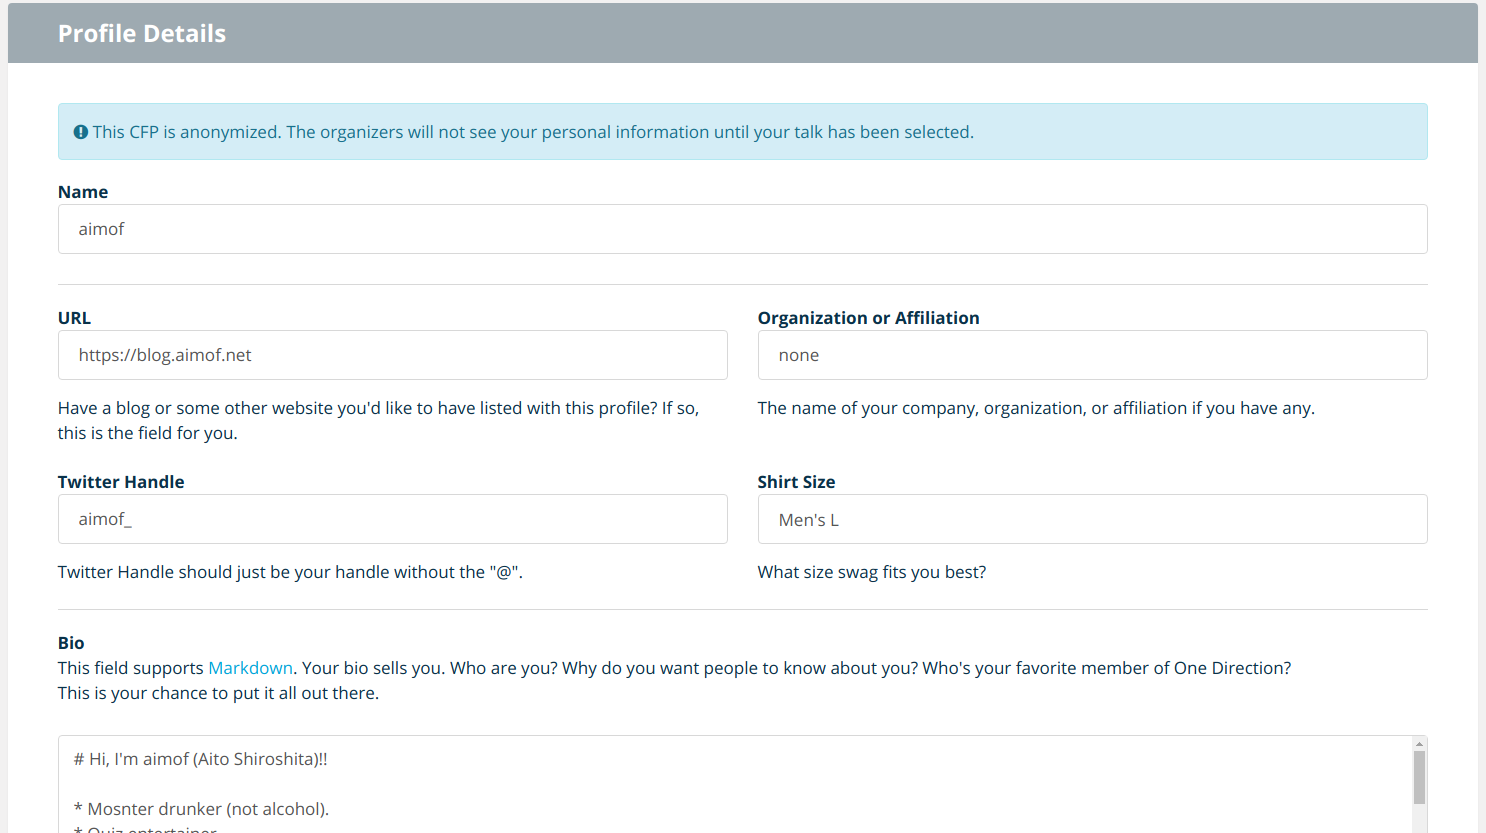 Profile Details
This CFP is anonymized. The organizers will not see your personal information until your talk has been selected.
Name
aimof
URL
https://blog.aimof.net
Have a blog or some other website you'd like to have listed with this profile? If so,
this is the field for you.
Organization or Affiliation
none
The name of your company, organization, or affiliation if you have any.
Twitter Handle
aimof_
Twitter Handle should just be your handle without the "@".
Shirt Size
Men's L
What size swag fits you best?
Bio
This field supports Markdown. Your bio sells you. Who are you? Why do you want people to know about you? Who's your favorite member of One Direction?
This is your chance to put it all out there.
# Hi, I'm aimof (Aito Shiroshita)!!
* Mosnter drunker (not alcohol).
* Quiz entertainer